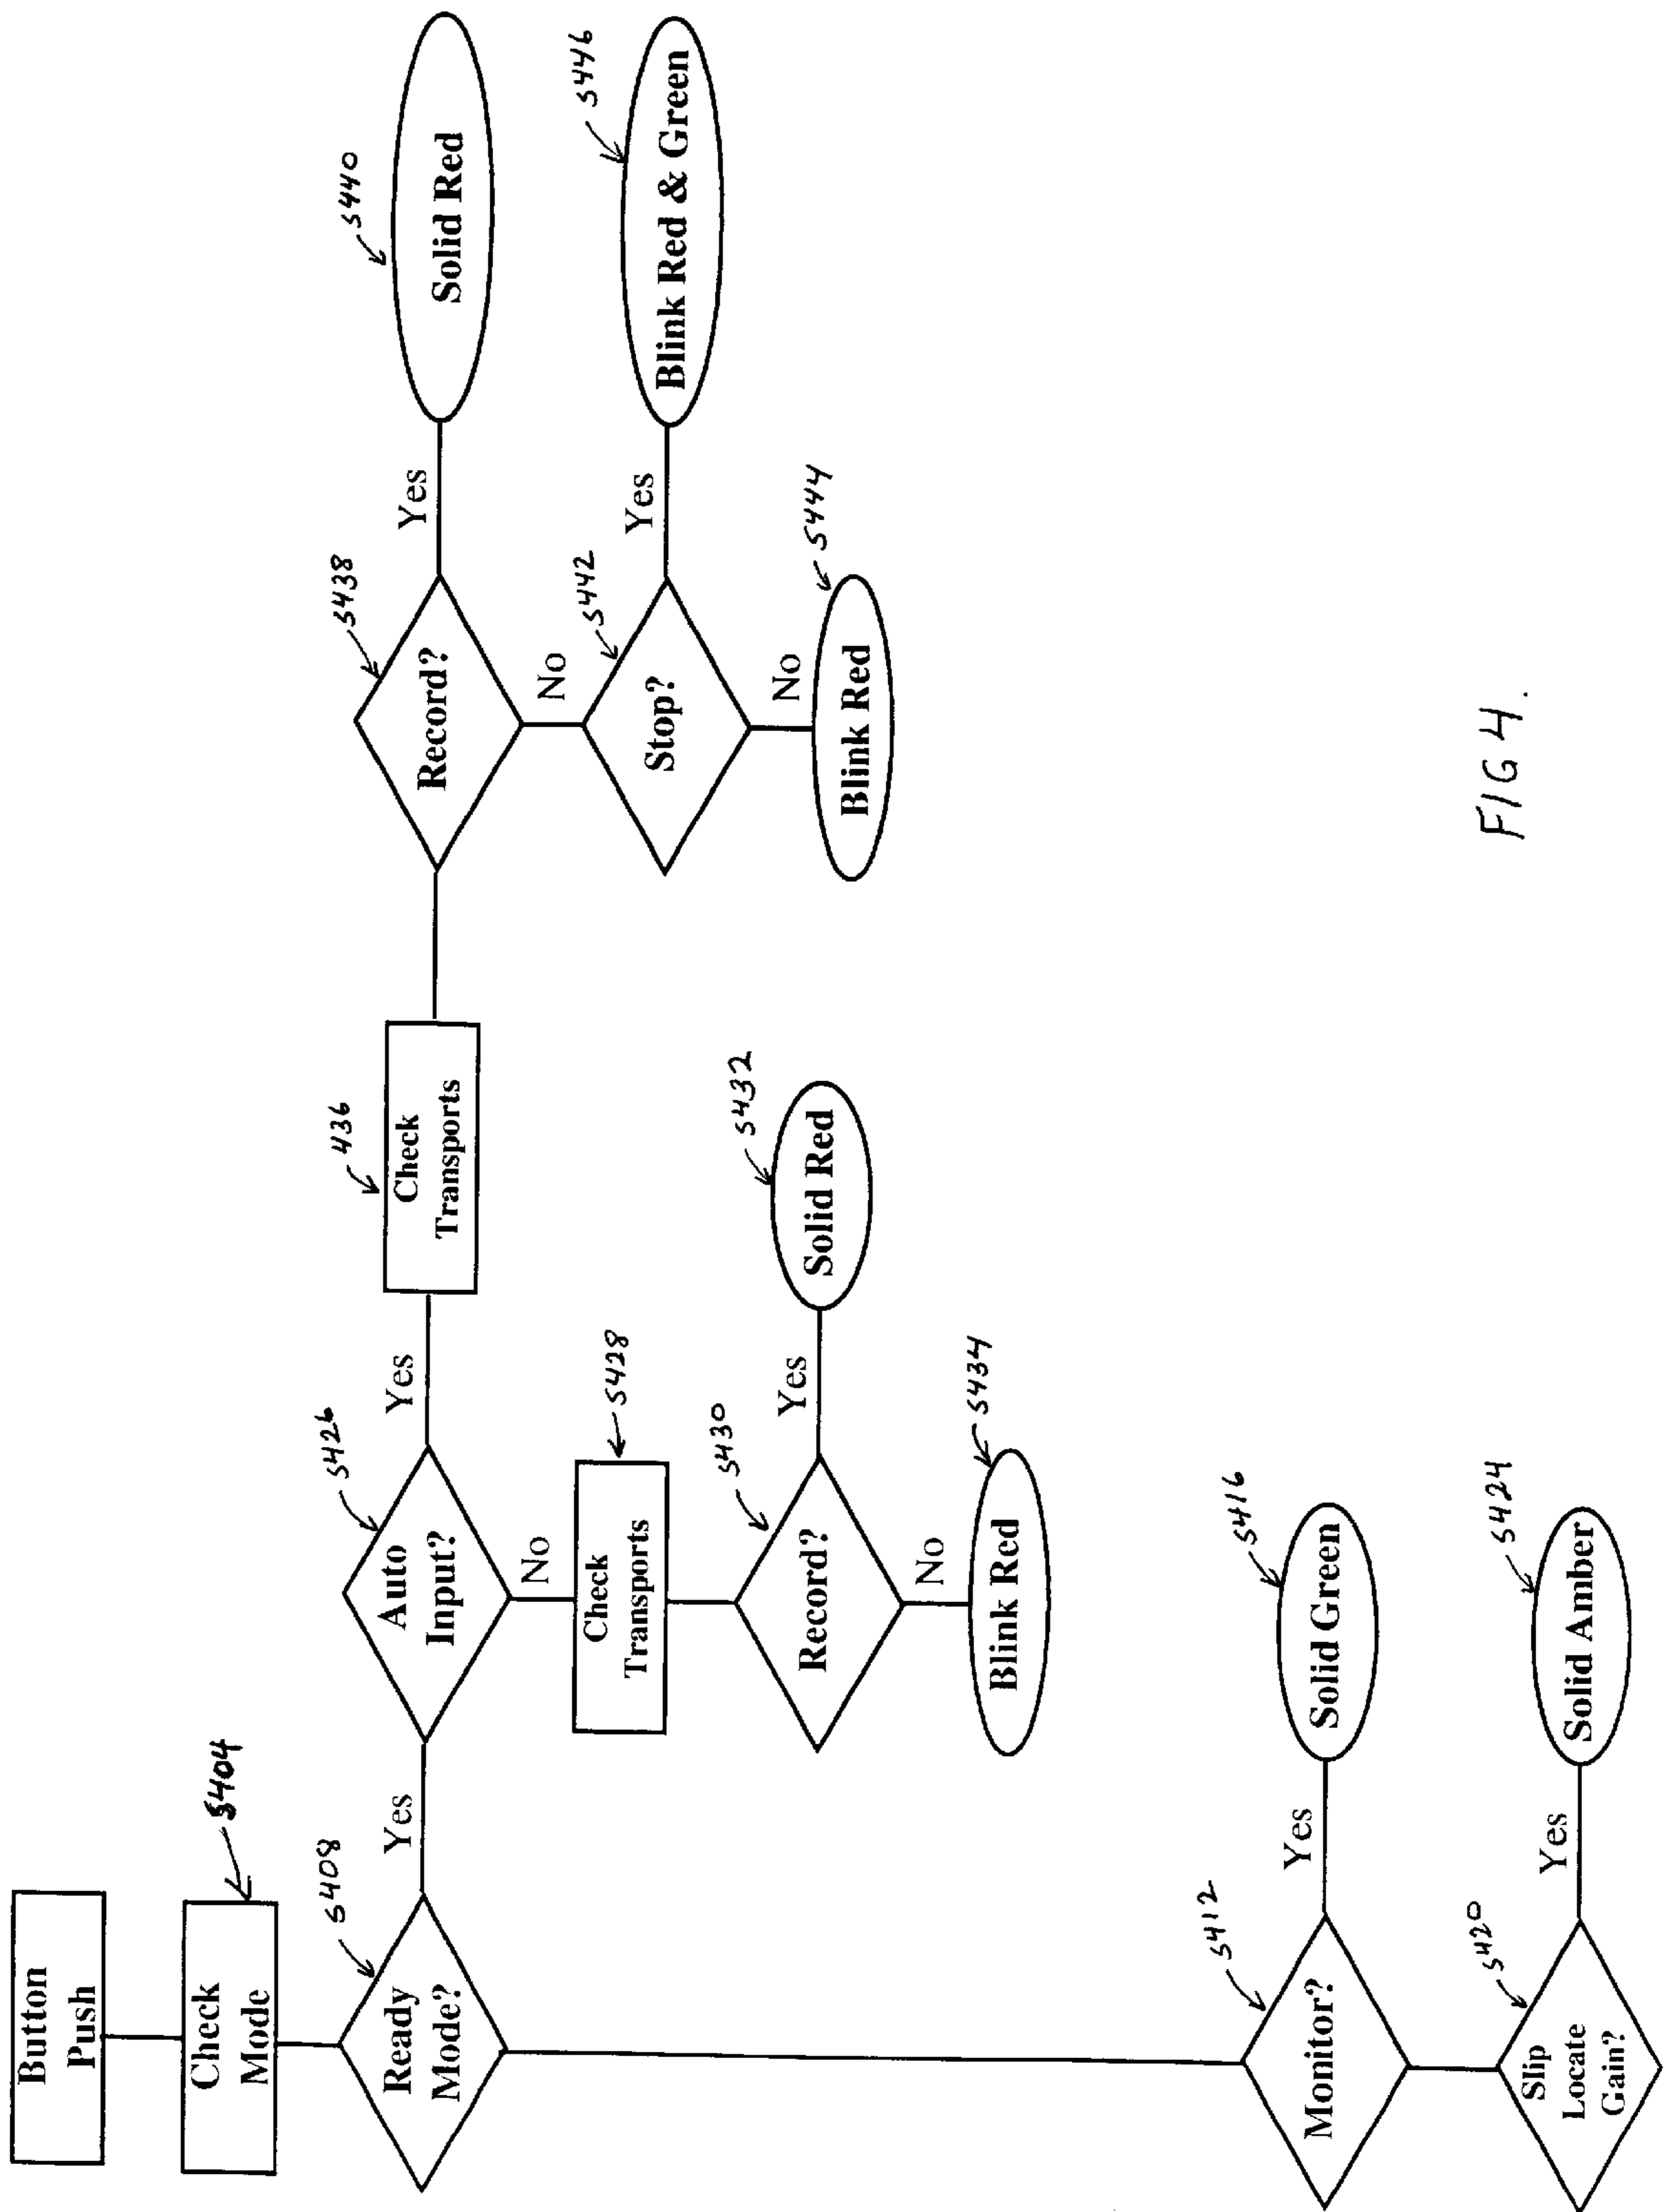 Button
Push
Check
Mode
S404
Ready
Mode?
S408
Yes
Auto
Input?
S426
Yes
Check
Transports
436
Record?
S438
Yes
Solid Red
S440
No
Stop?
S442
Yes
Blink Red & Green
S446
No
Blink Red
S444
No
Check
Transports
S428
Record?
S430
Yes
Solid Red
S432
No
Blink Red
S434
Monitor?
S412
Yes
Solid Green
S416
Slip
Locate
Gain?
S420
Yes
Solid Amber
S424
FIG 4.